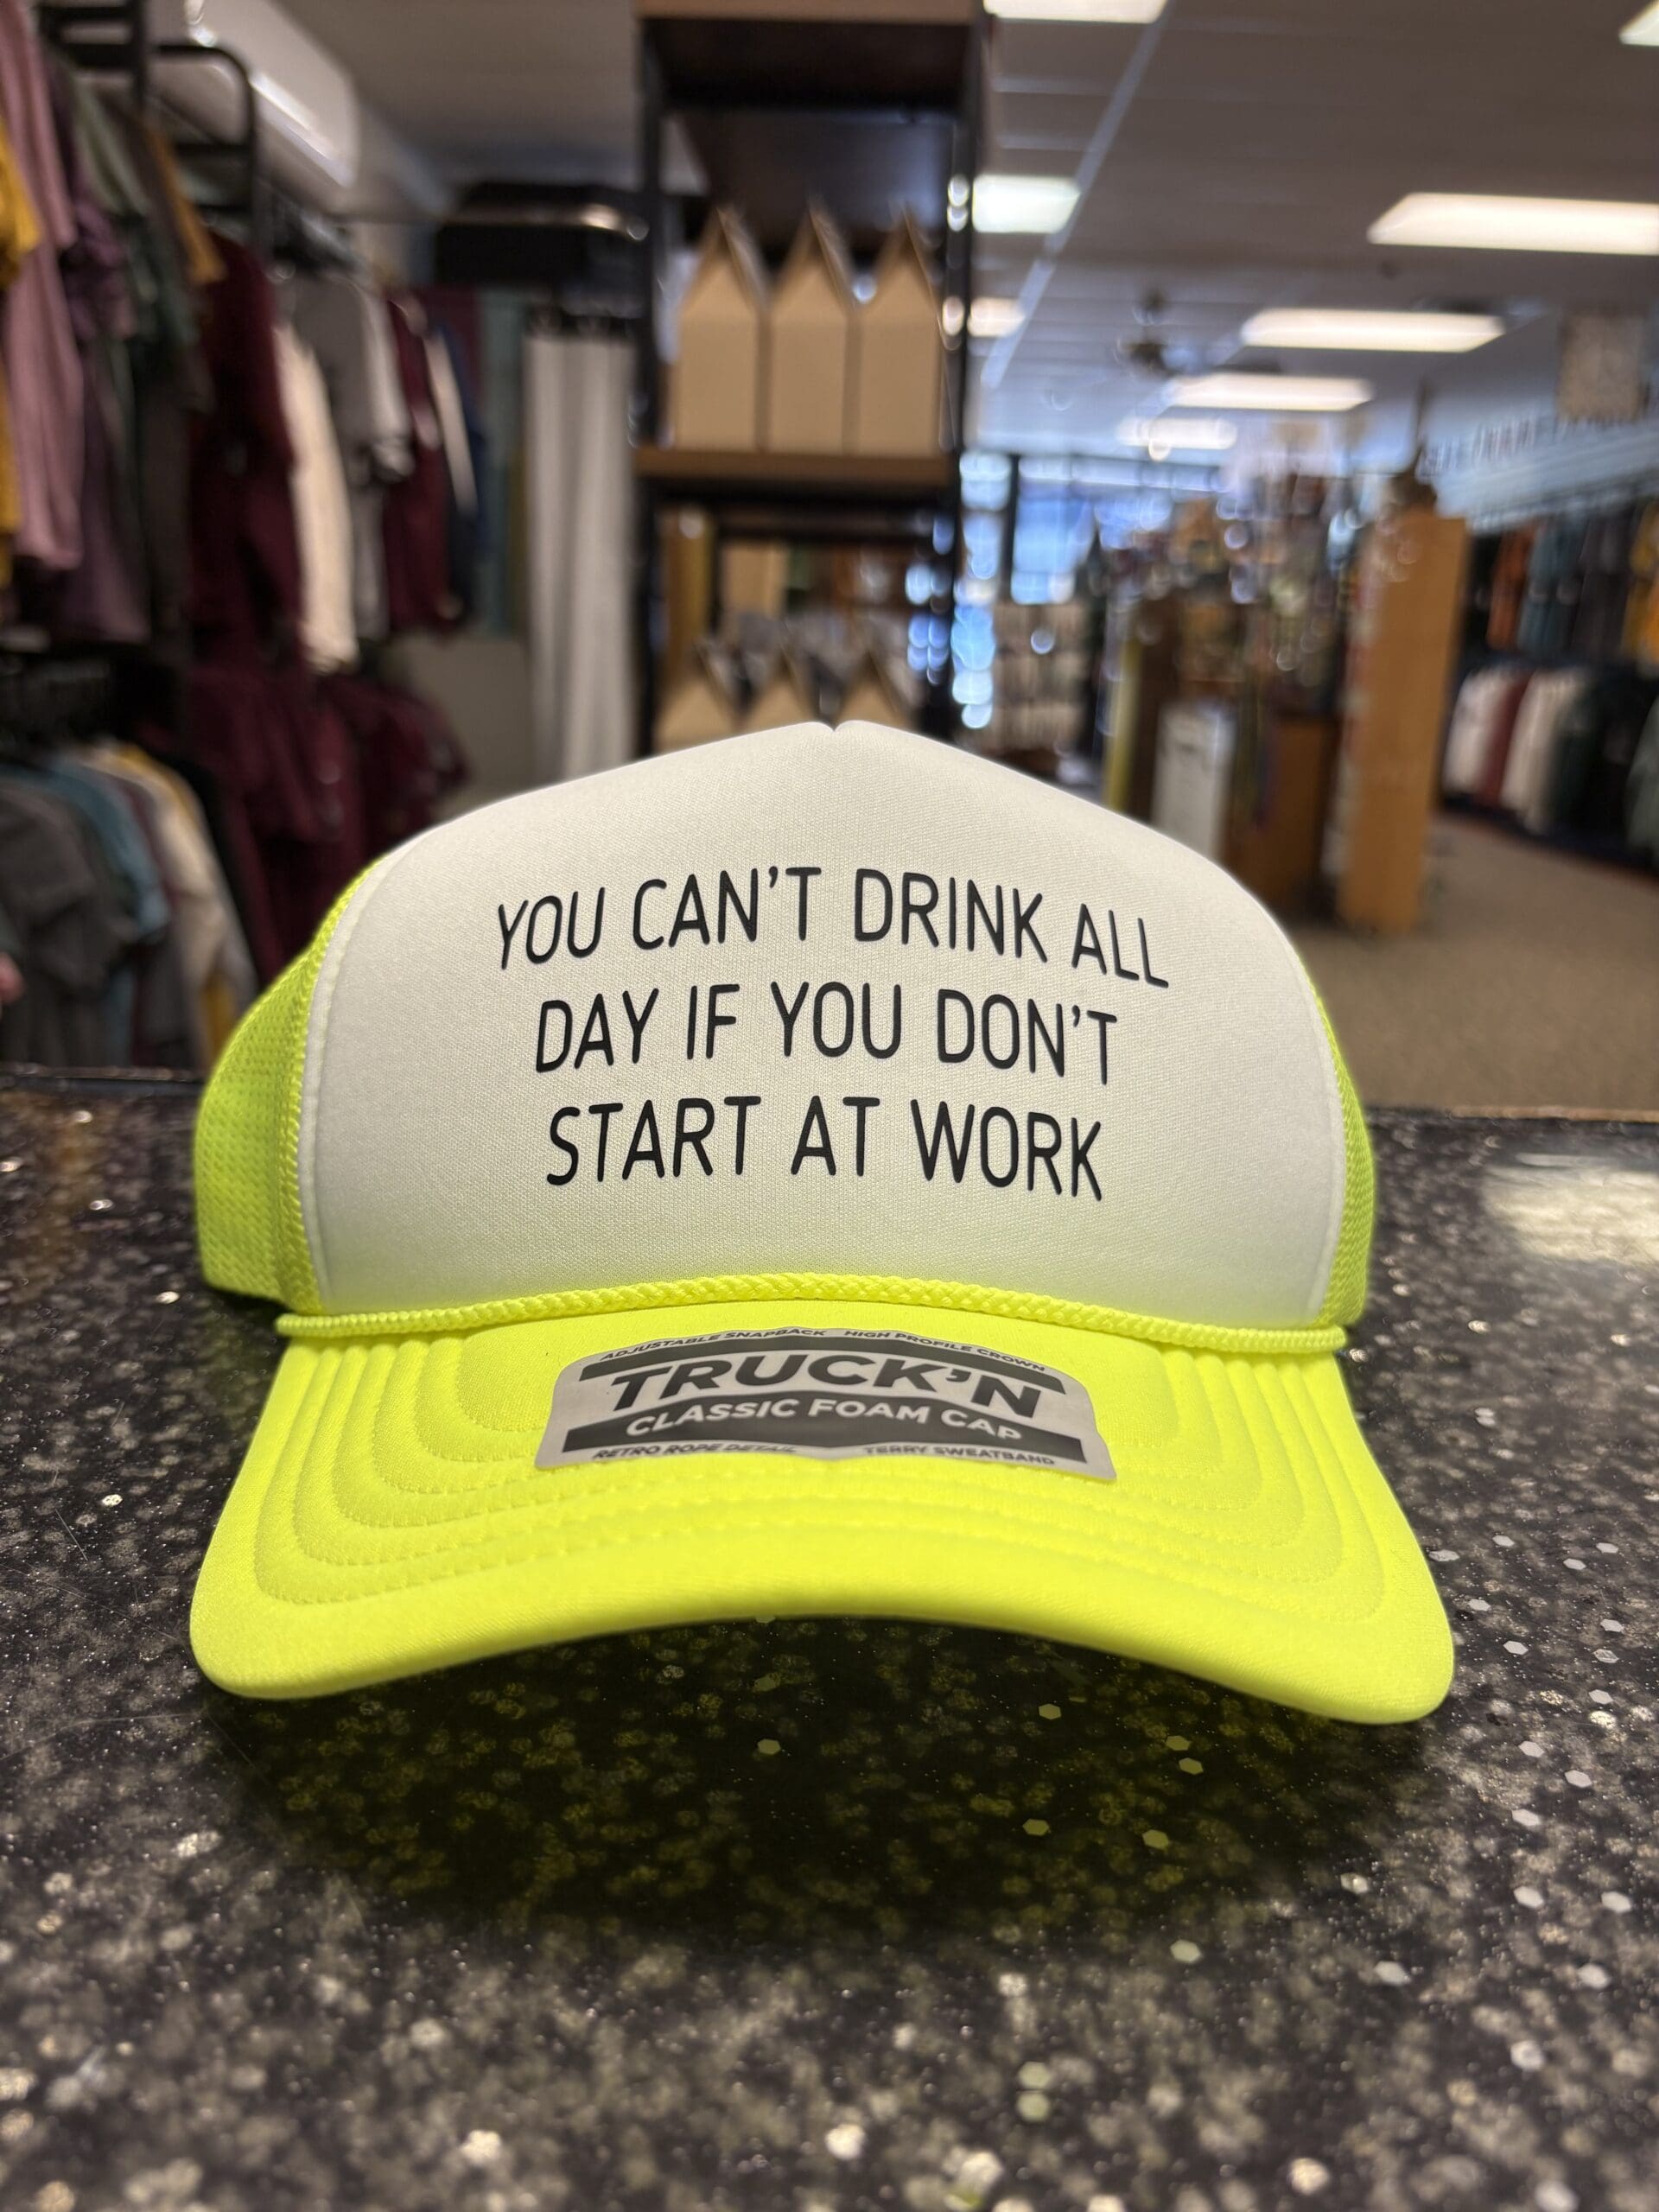 YOU CAN'T DRINK ALL
DAY IF YOU DON'T
START AT WORK
ADJUSTABLE SNAPBACK HIGH PROFILE CROWN
TRUCK'N
CLASSIC FOAM CAP
RETRO ROPE DETAIL TERRY SWEATBAND